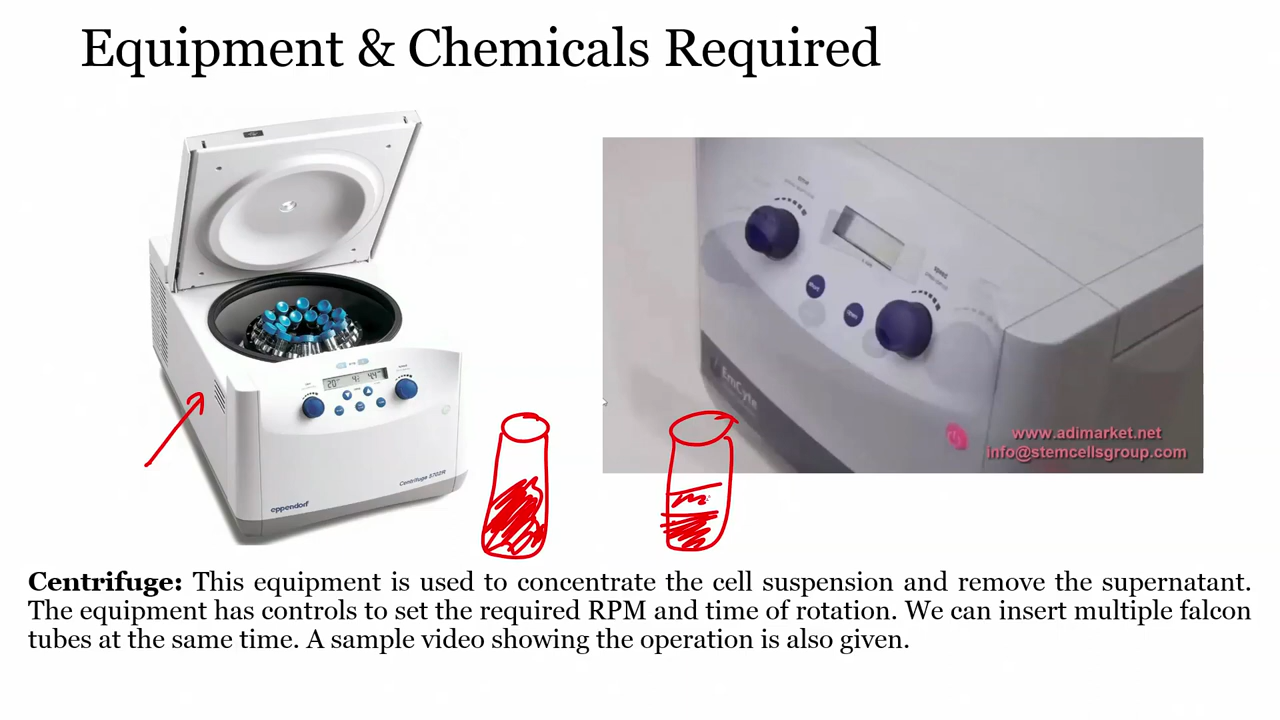 Equipment & Chemicals Required
Centrifuge 5702R
eppendorf
EmCyte
www.adimarket.net
info@stemcellsgroup.com
Centrifuge: This equipment is used to concentrate the cell suspension and remove the supernatant.
The equipment has controls to set the required RPM and time of rotation. We can insert multiple falcon
tubes at the same time. A sample video showing the operation is also given.